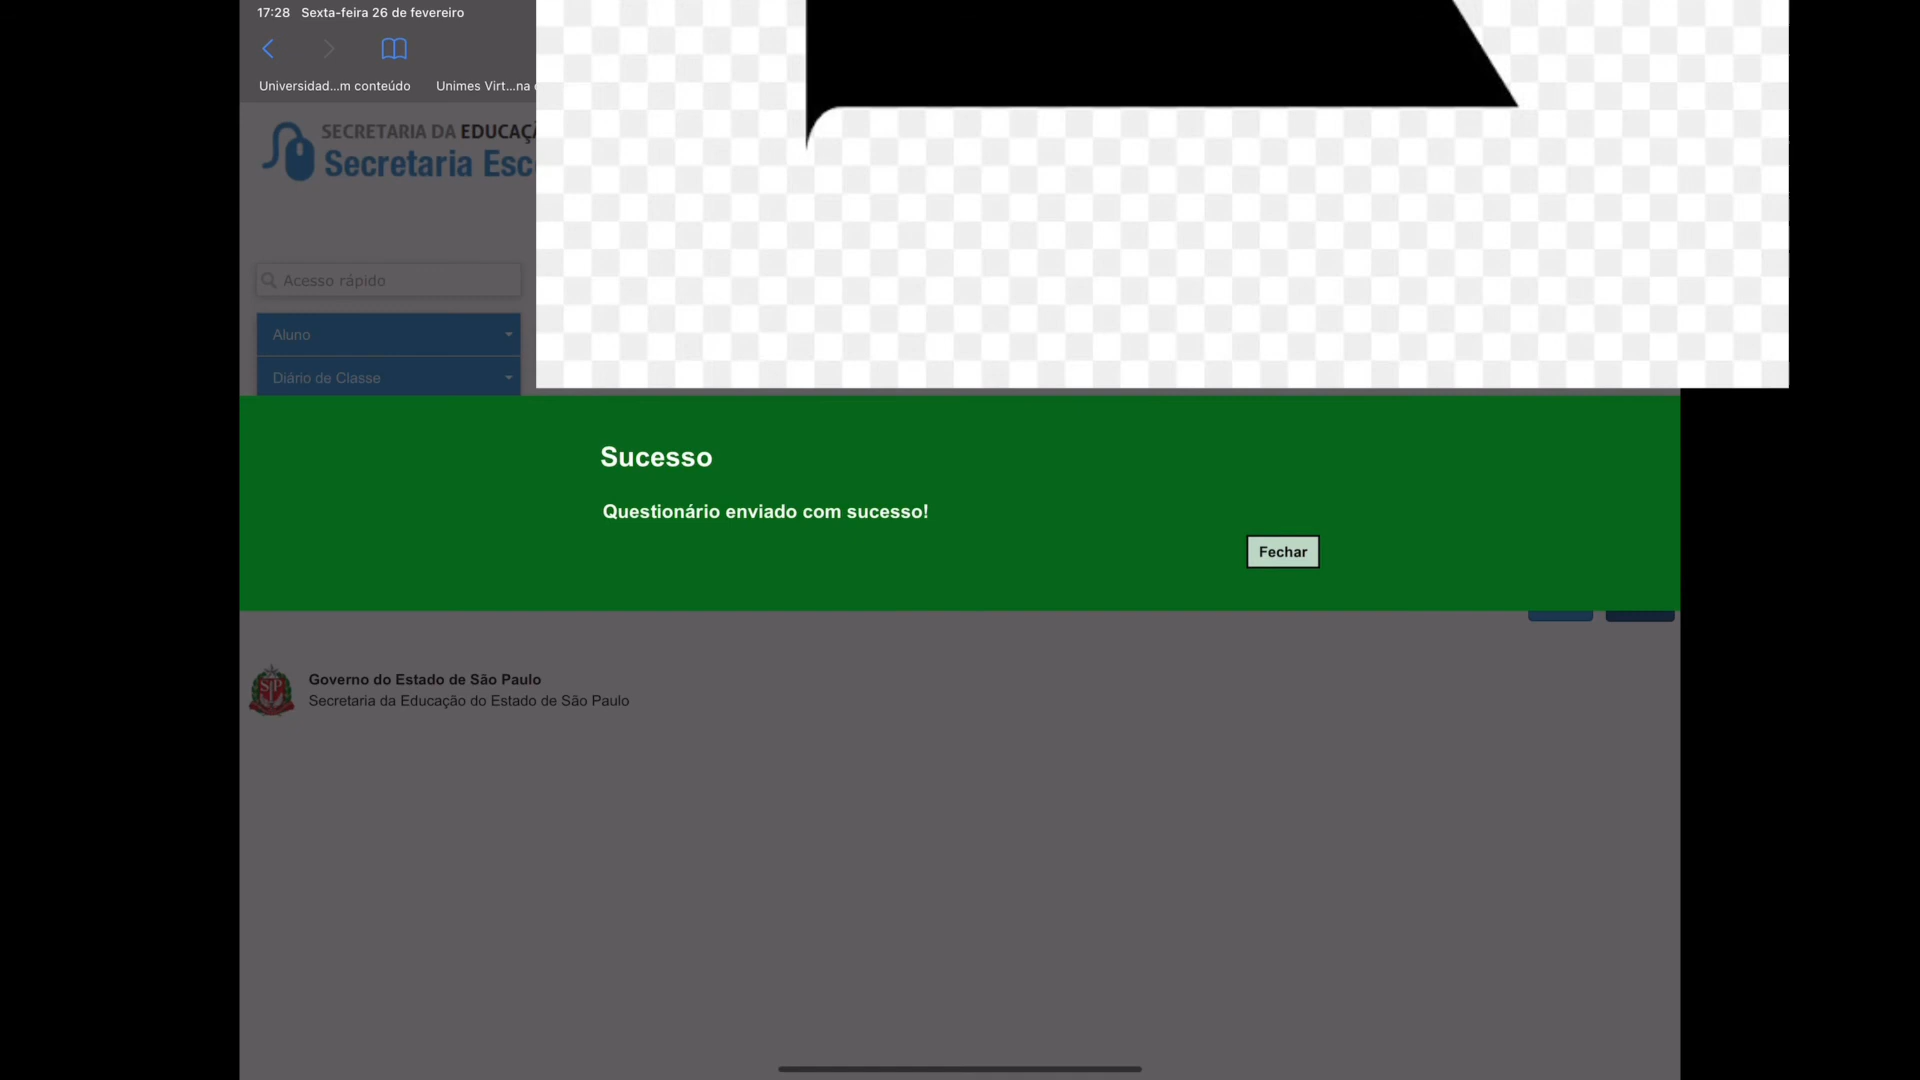 17:28 Sexta-feira 26 de fevereiro
Universidad...m conteúdo Unimes Virt...na
SECRETARIA DA EDUCAÇ
Secretaria Esc
Acesso rápido
Aluno
Diário de Classe
Sucesso
Questionário enviado com sucesso!
Fechar
SP
Governo do Estado de São Paulo
Secretaria da Educação do Estado de São Paulo